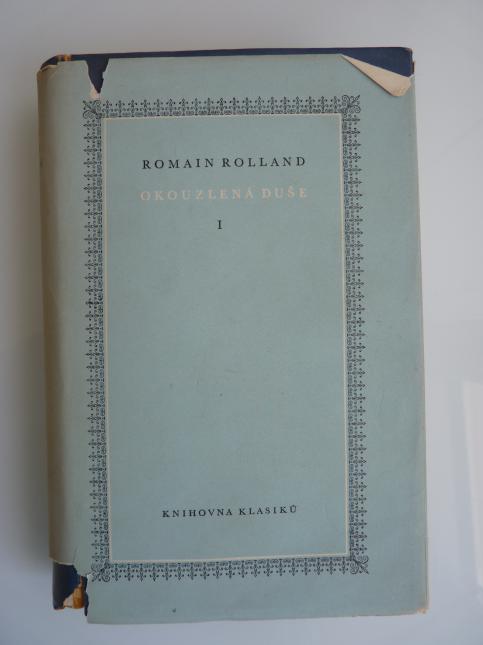 ROMAIN ROLLAND
OKOUZLENÁ DUŠE
I
KNIHOVNA KLASIKŮ